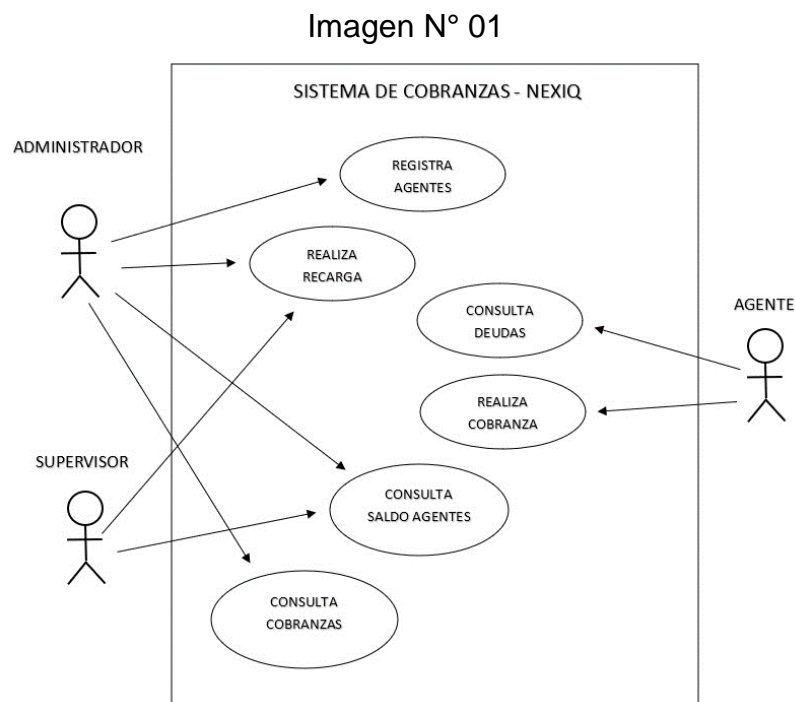 Imagen N° 01
SISTEMA DE COBRANZAS - NEXIQ
ADMINISTRADOR
REGISTRA
AGENTES
REALIZA
RECARGA
CONSULTA
DEUDAS
AGENTE
REALIZA
COBRANZA
SUPERVISOR
CONSULTA
SALDO AGENTES
CONSULTA
COBRANZAS